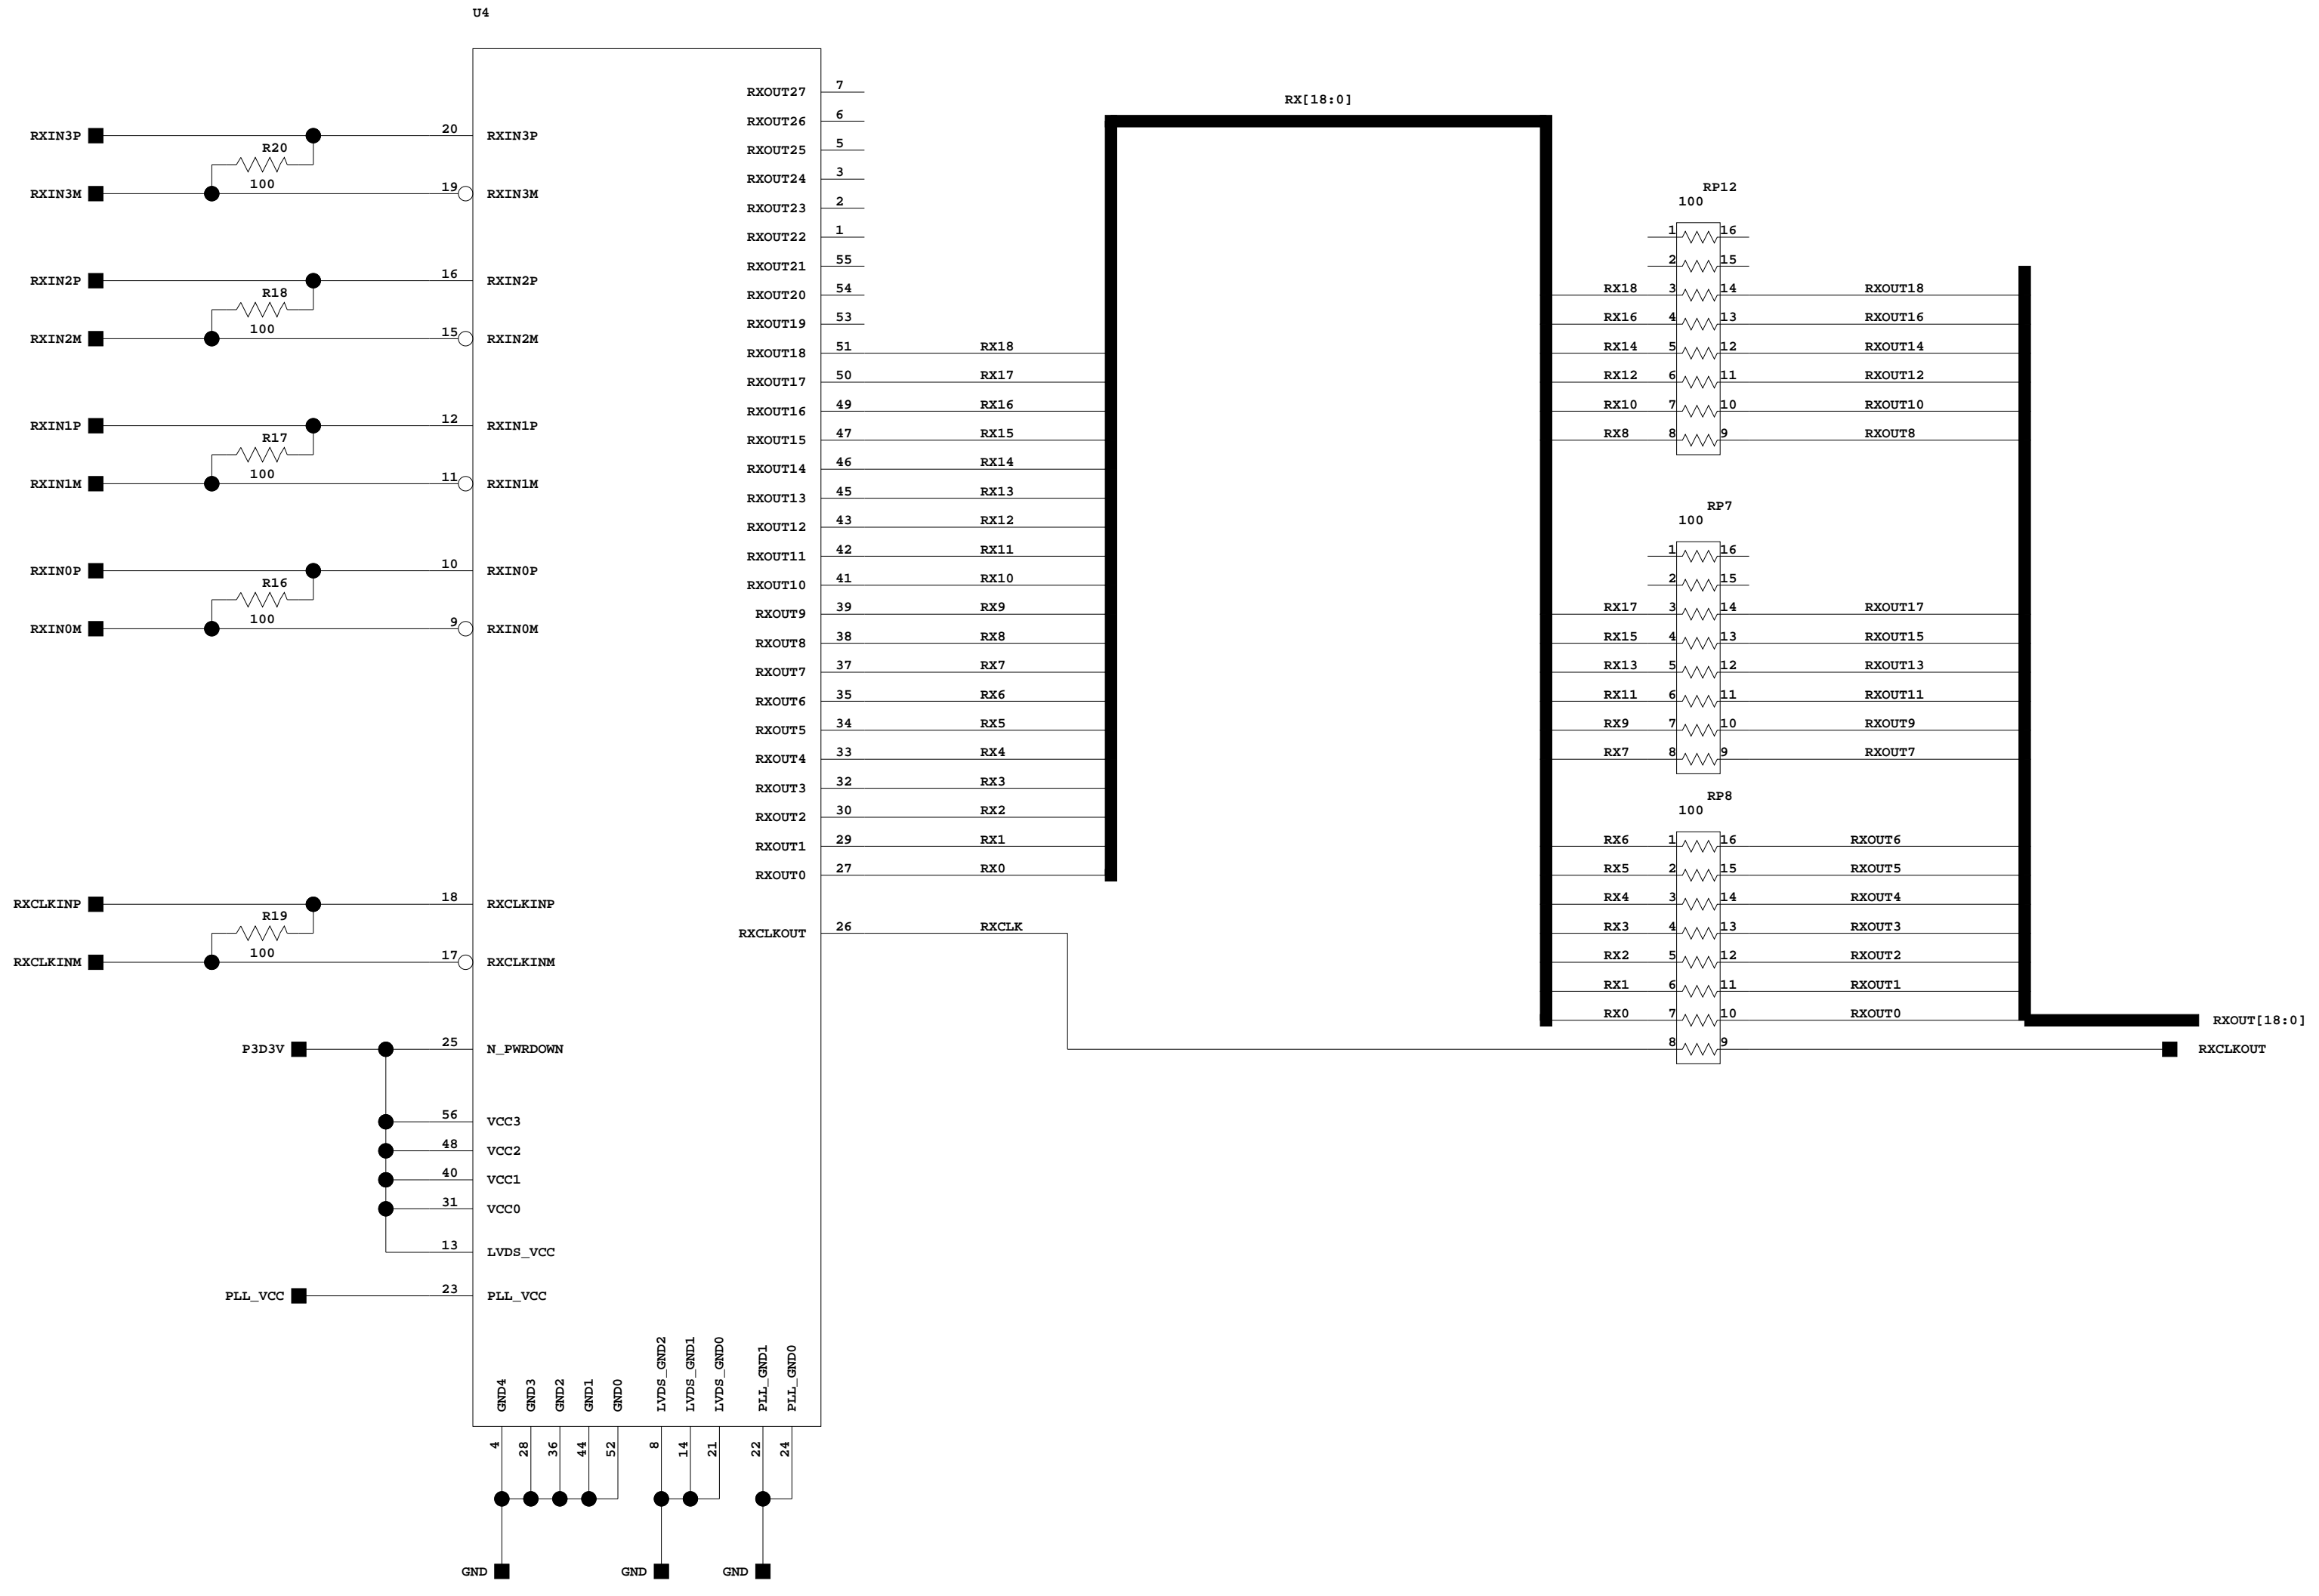 U4
RXOUT27 7
RX[18:0]
RXOUT26 6
RXIN3P 20 RXIN3P
RXOUT25 5
R20
RXOUT24 3
100
RXIN3M 19 RXIN3M
RP12
100
RXOUT23 2
RXOUT22 1
1 16
RXOUT21 55
2 15
RXIN2P 16 RXIN2P
R18
RXOUT20 54
RX18 3 14 RXOUT18
RXOUT19 53
RX16 4 13 RXOUT16
100
RXIN2M 15 RXIN2M
RXOUT18 51 RX18
RX14 5 12 RXOUT14
RXOUT17 50 RX17
RX12 6 11 RXOUT12
RXOUT16 49 RX16
RX10 7 10 RXOUT10
RXIN1P 12 RXIN1P
R17
RXOUT15 47 RX15
RX8 8 9 RXOUT8
RXOUT14 46 RX14
100
RXIN1M 11 RXIN1M
RXOUT13 45 RX13
RP7
100
RXOUT12 43 RX12
RXOUT11 42 RX11
1 16
RXIN0P 10 RXIN0P
R16
RXOUT10 41 RX10
2 15
RXOUT9 39 RX9
RX17 3 14 RXOUT17
100
RXIN0M 9 RXIN0M
RXOUT8 38 RX8
RX15 4 13 RXOUT15
RXOUT7 37 RX7
RX13 5 12 RXOUT13
RXOUT6 35 RX6
RX11 6 11 RXOUT11
RXOUT5 34 RX5
RX9 7 10 RXOUT9
RXOUT4 33 RX4
RX7 8 9 RXOUT7
RXOUT3 32 RX3
RP8
100
RXOUT2 30 RX2
RXOUT1 29 RX1
RX6 1 16 RXOUT6
RXOUT0 27 RX0
RX5 2 15 RXOUT5
RXCLKINP 18 RXCLKINP
RX4 3 14 RXOUT4
R19
RXCLKOUT 26 RXCLK
RX3 4 13 RXOUT3
100
RXCLKINM 17 RXCLKINM
RX2 5 12 RXOUT2
RX1 6 11 RXOUT1
RX0 7 10 RXOUT0
RXOUT[18:0]
P3D3V 25 N_PWRDOWN
8 9 RXCLKOUT
56 VCC3
48 VCC2
40 VCC1
31 VCC0
13 LVDS_VCC
PLL_VCC 23 PLL_VCC
GND4 GND3 GND2 GND1 GND0 LVDS_GND2 LVDS_GND1 LVDS_GND0 PLL_GND1 PLL_GND0
4 28 36 44 52 8 14 21 22 24
GND GND GND